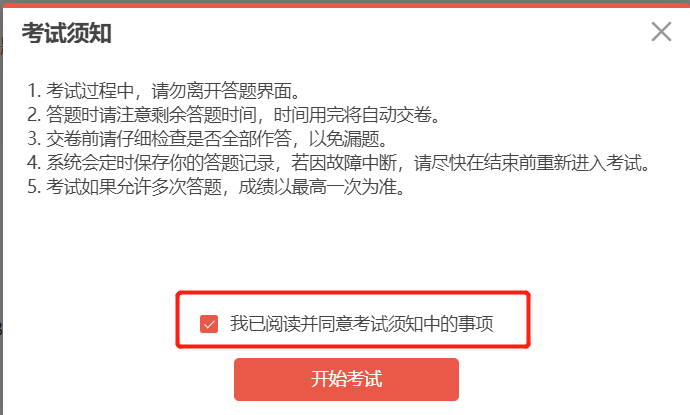 考试须知
1. 考试过程中，请勿离开答题界面。
2. 答题时请注意剩余答题时间，时间用完将自动交卷。
3. 交卷前请仔细检查是否全部作答，以免漏题。
4. 系统会定时保存你的答题记录，若因故障中断，请尽快在结束前重新进入考试。
5. 考试如果允许多次答题，成绩以最高一次为准。
我已阅读并同意考试须知中的事项
开始考试